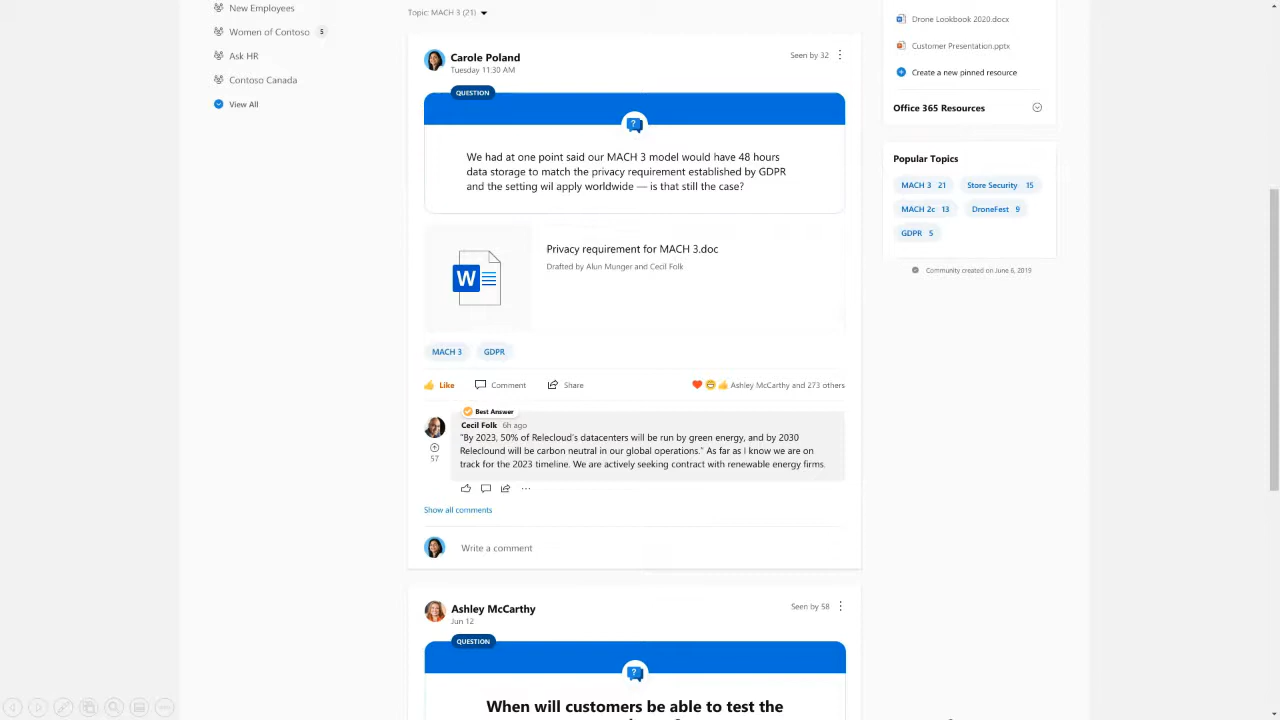 New Employees
Women of Contoso 5
Ask HR
Contoso Canada
View All
Topic: MACH 3 (21)
Carole Poland
Tuesday 11:30 AM
Seen by 32
QUESTION
We had at one point said our MACH 3 model would have 48 hours
data storage to match the privacy requirement established by GDPR
and the setting wil apply worldwide — is that still the case?
W
Privacy requirement for MACH 3.doc
Drafted by Alun Munger and Cecil Folk
MACH 3 GDPR
Like Comment Share Ashley McCarthy and 273 others
Best Answer
Cecil Folk 6h ago
"By 2023, 50% of Relecloud's datacenters will be run by green energy, and by 2030
Releclound will be carbon neutral in our global operations." As far as I know we are on
track for the 2023 timeline. We are actively seeking contract with renewable energy firms.
57
Show all comments
Write a comment
Ashley McCarthy
Jun 12
Seen by 58
QUESTION
When will customers be able to test the
Drone Lookbook 2020.docx
Customer Presentation.pptx
Create a new pinned resource
Office 365 Resources
Popular Topics
MACH 3 21 Store Security 15
MACH 2c 13 DroneFest 9
GDPR 5
Community created on June 6, 2019